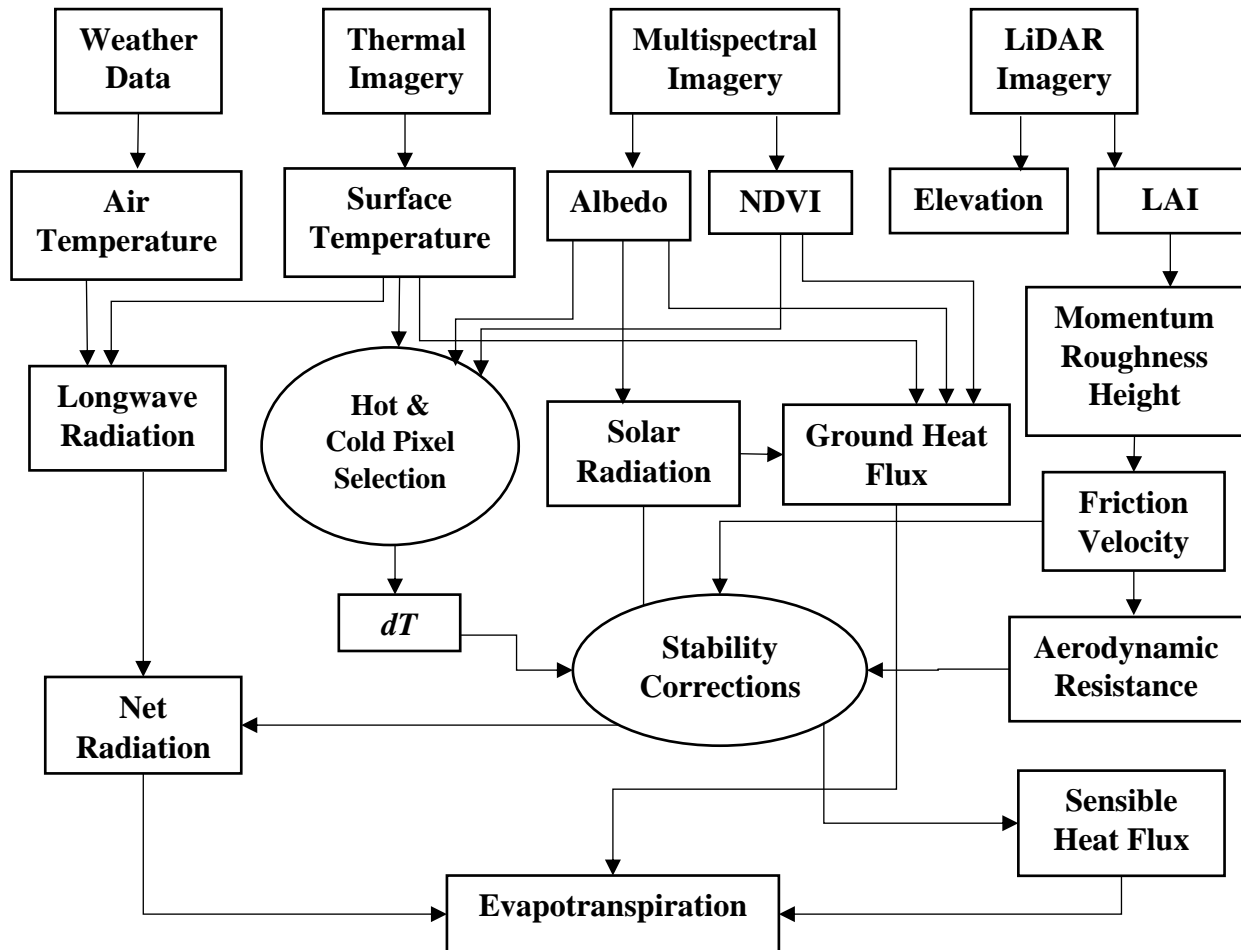 Weather
Data
Thermal
Imagery
Multispectral
Imagery
LiDAR
Imagery
Air
Temperature
Surface
Temperature
Albedo
NDVI
Elevation
LAI
Longwave
Radiation
Hot &
Cold Pixel
Selection
Solar
Radiation
Ground Heat
Flux
Momentum
Roughness
Height
Friction
Velocity
dT
Stability
Corrections
Aerodynamic
Resistance
Net
Radiation
Sensible
Heat Flux
Evapotranspiration